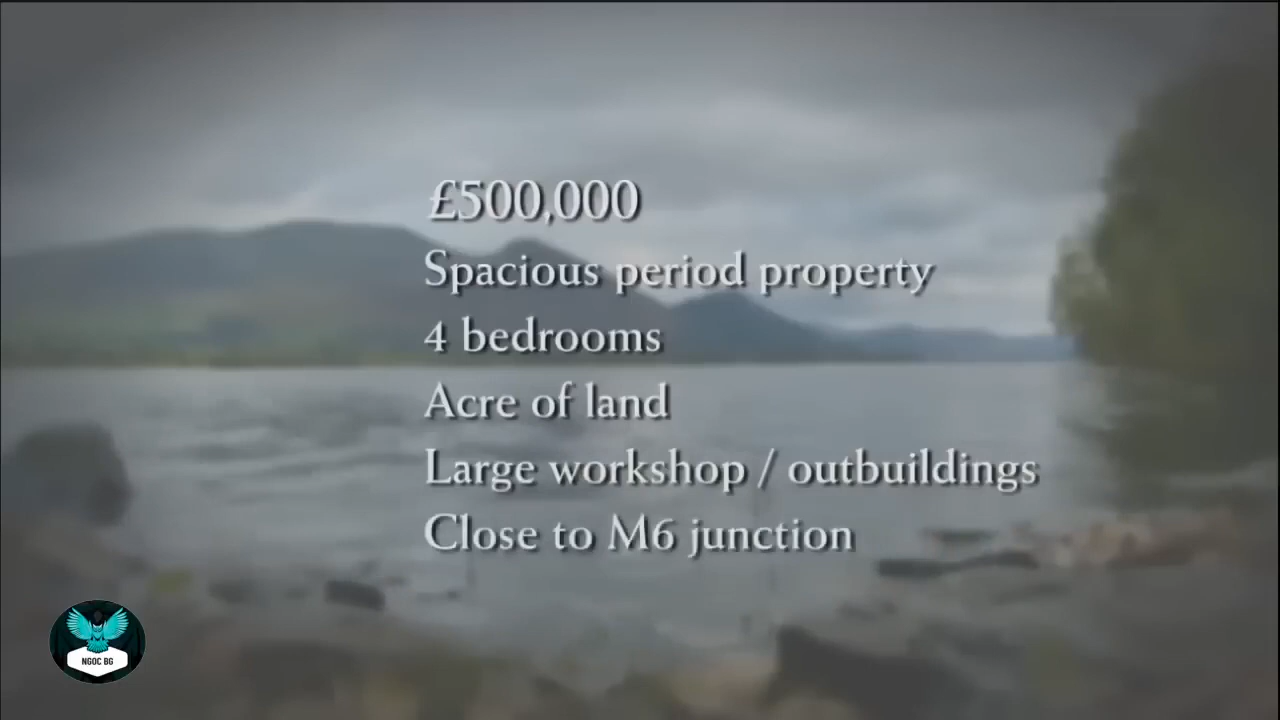 £500,000
Spacious period property
4 bedrooms
Acre of land
Large workshop / outbuildings
Close to M6 junction
NGOC BG